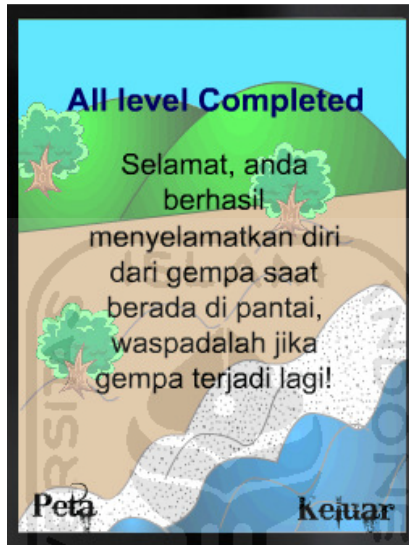 All level Completed
Selamat, anda
berhasil
menyelamatkan diri
dari gempa saat
berada di pantai,
waspadalah jika
gempa terjadi lagi!
Peta
Keluar